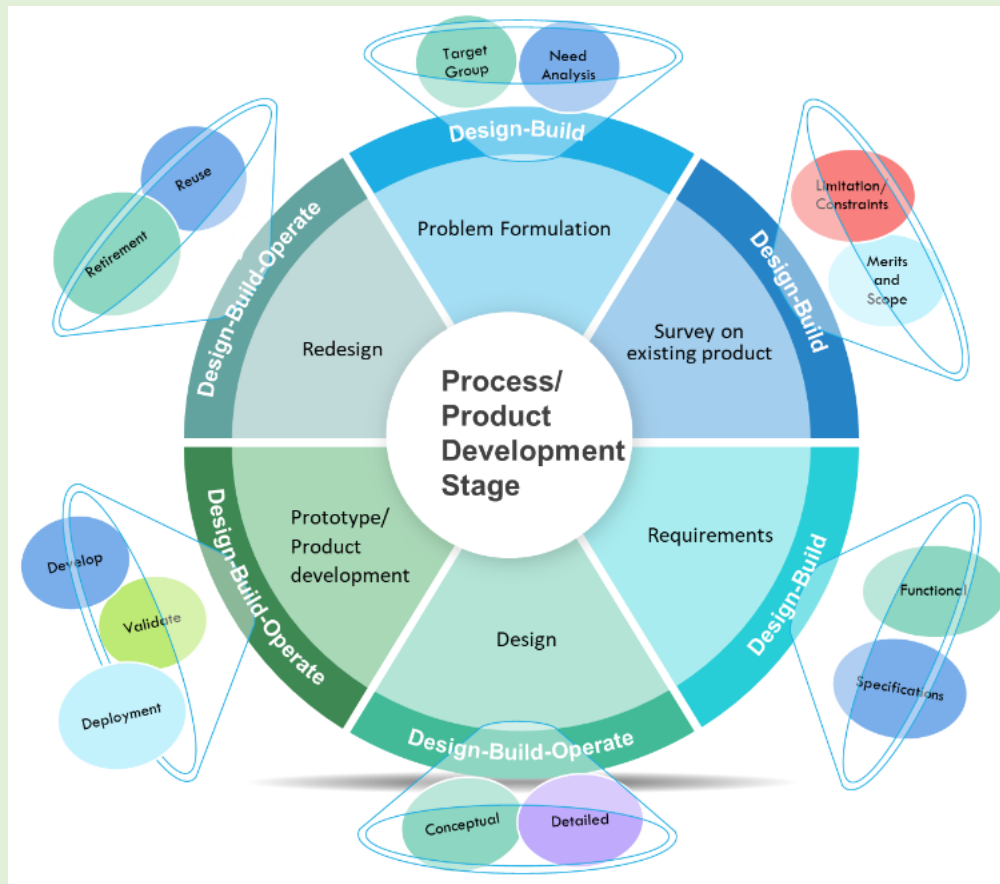 Target
Group
Need
Analysis
Design-Build
Problem Formulation
Limitation/
Constraints
Merits
and
Scope
Design-Build
Survey on
existing product
Functional
Specifications
Design-Build
Requirements
Conceptual
Detailed
Design-Build-Operate
Design
Develop
Validate
Deployment
Design-Build-Operate
Prototype/
Product
development
Reuse
Retirement
Design-Build-Operate
Redesign
Process/
Product
Development
Stage